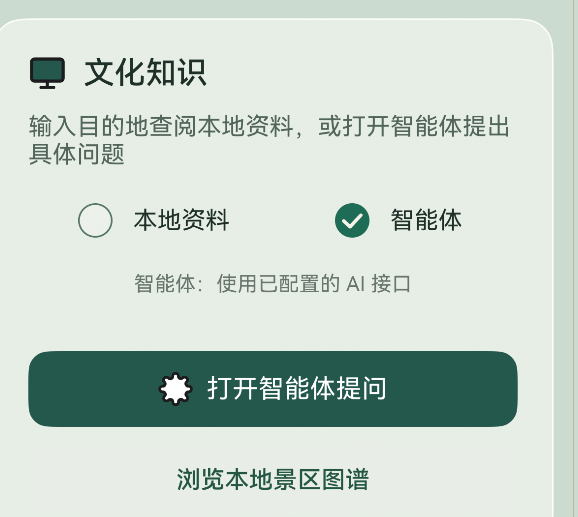 文化知识
输入目的地查阅本地资料，或打开智能体提出
具体问题
本地资料
智能体
智能体：使用已配置的 AI 接口
打开智能体提问
浏览本地景区图谱